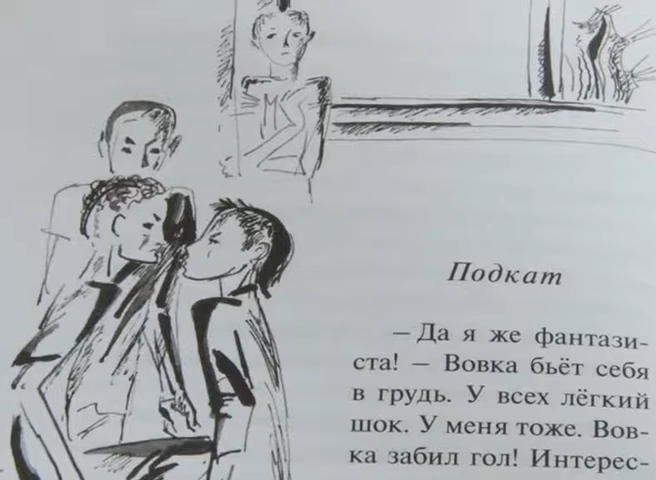 Подкат
— Да я же фантази-
ста! — Вовка бьёт себя
в грудь. У всех лёгкий
шок. У меня тоже. Вов-
ка забил гол! Интерес-